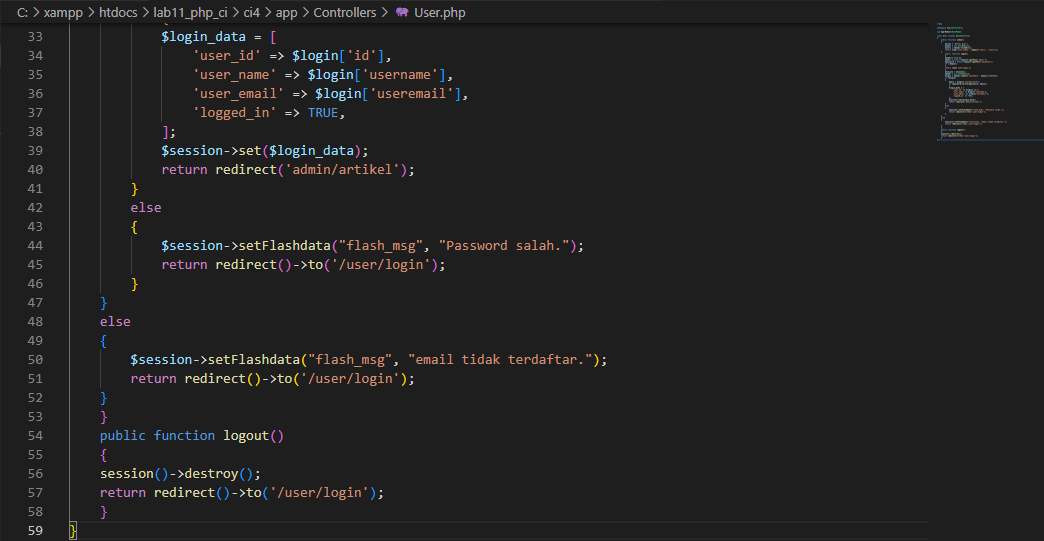 C: > xampp > htdocs > lab11_php_ci > ci4 > app > Controllers > User.php
33 $login_data = [
34 'user_id' => $login['id'],
35 'user_name' => $login['username'],
36 'user_email' => $login['useremail'],
37 'logged_in' => TRUE,
38 ];
39 $session->set($login_data);
40 return redirect('admin/artikel');
41 }
42 else
43 {
44 $session->setFlashdata("flash_msg", "Password salah.");
45 return redirect()->to('/user/login');
46 }
47 }
48 else
49 {
50 $session->setFlashdata("flash_msg", "email tidak terdaftar.");
51 return redirect()->to('/user/login');
52 }
53 }
54 public function logout()
55 {
56 session()->destroy();
57 return redirect()->to('/user/login');
58 }
59 }